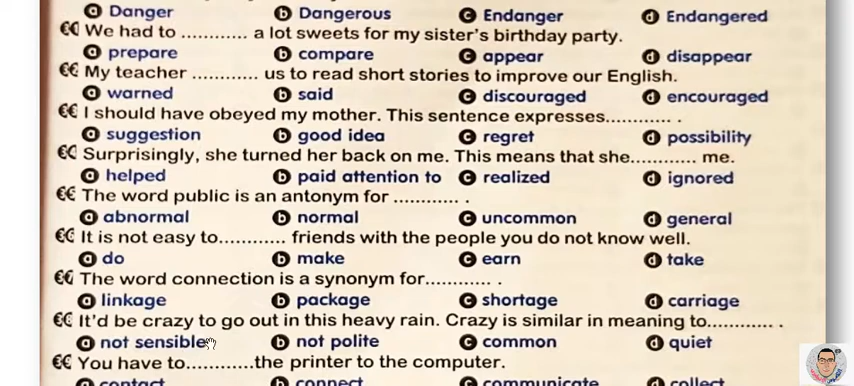 a Danger b Dangerous c Endanger d Endangered
We had to ............ a lot sweets for my sister's birthday party.
a prepare b compare c appear d disappear
My teacher ............ us to read short stories to improve our English.
a warned b said c discouraged d encouraged
I should have obeyed my mother. This sentence expresses............ .
a suggestion b good idea c regret d possibility
Surprisingly, she turned her back on me. This means that she............ me.
a helped b paid attention to c realized d ignored
The word public is an antonym for ............ .
a abnormal b normal c uncommon d general
It is not easy to............ friends with the people you do not know well.
a do b make c earn d take
The word connection is a synonym for............ .
a linkage b package c shortage d carriage
It'd be crazy to go out in this heavy rain. Crazy is similar in meaning to............ .
a not sensible b not polite c common d quiet
You have to............the printer to the computer.
a contact b connect c communicate d collect